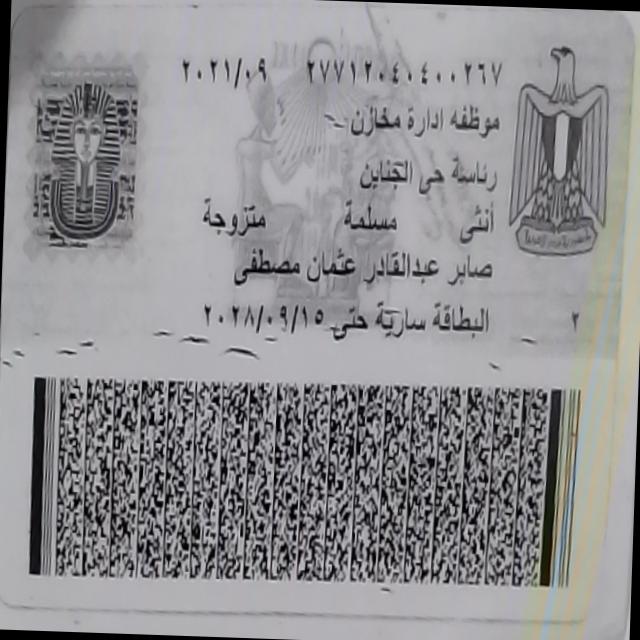 ٢٧٧١٢٠٤٠٤٠٠٢٦٧ ٢٠٢١/٠٩
موظفه ادارة مخازن
رئاسة حى الجناين
أنثى مسلمة متزوجة
صابر عبدالقادر عثمان مصطفى
البطاقة سارية حتى ٢٠٢٨/٠٩/١٥ ٢